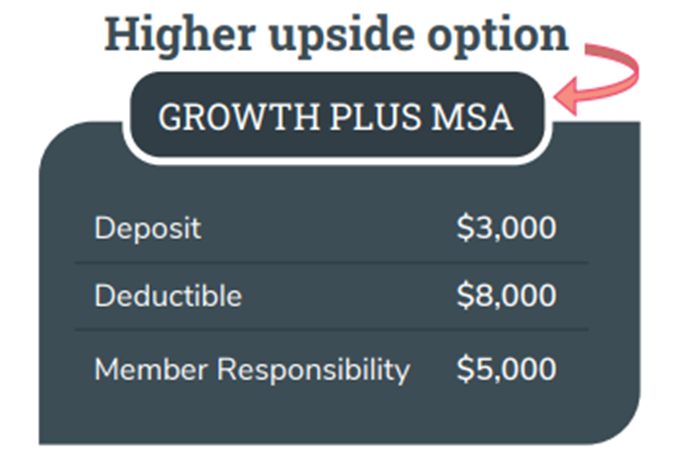 Higher upside option
GROWTH PLUS MSA
Deposit $3,000
Deductible $8,000
Member Responsibility $5,000